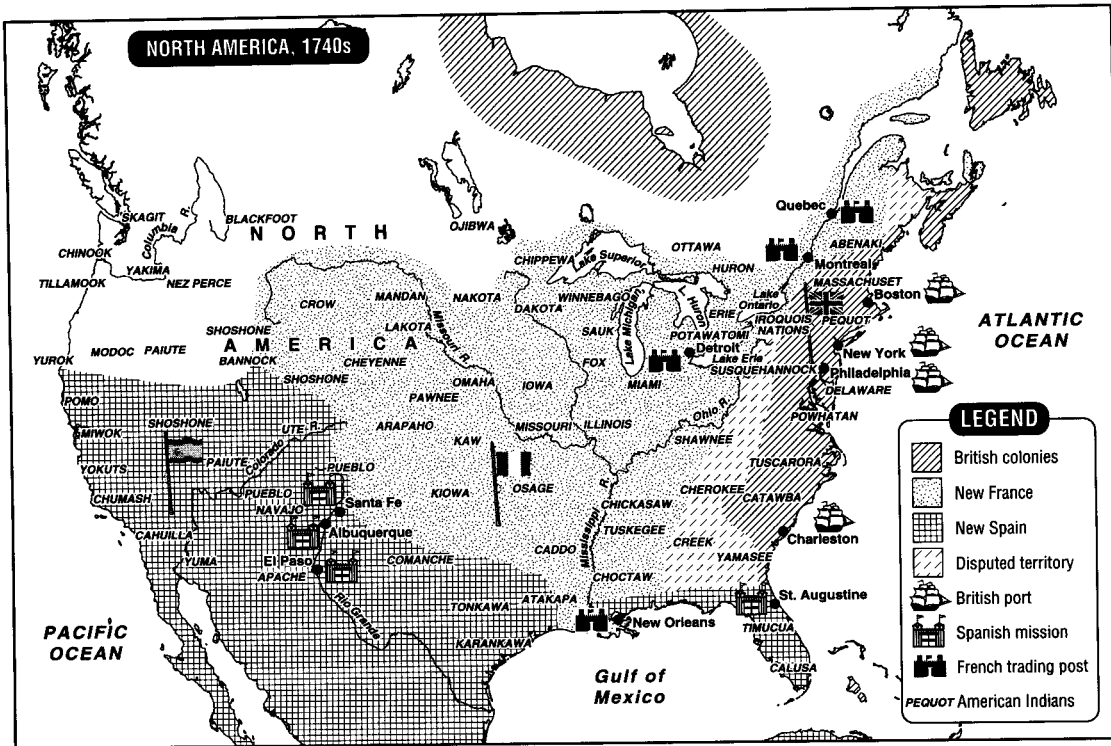 NORTH AMERICA, 1740s
SKAGIT
Columbia R.
BLACKFOOT
CHINOOK
YAKIMA
TILLAMOOK
NEZ PERCE
NORTH
AMERICA
OJIBWA
CHIPPEWA
Lake Superior
OTTAWA
HURON
Quebec
ABENAKI
Montreal
MASSACHUSET
Boston
CROW
MANDAN
NAKOTA
DAKOTA
WINNEBAGO
Lake Michigan
L. Huron
ERIE
Lake
Ontario
IROQUOIS
NATIONS
PEQUOT
ATLANTIC
OCEAN
SHOSHONE
LAKOTA
Missouri R.
SAUK
POTAWATOMI
Detroit
New York
YUROK
MODOC
PAIUTE
BANNOCK
CHEYENNE
FOX
Lake Erie
SUSQUEHANNOCK
Philadelphia
DELAWARE
SHOSHONE
OMAHA
IOWA
MIAMI
POMO
PAWNEE
Ohio R.
POWHATAN
MIWOK
SHOSHONE
UTE
Colorado R.
ARAPAHO
KAW
MISSOURI
ILLINOIS
SHAWNEE
TUSCARORA
YOKUTS
PAIUTE
PUEBLO
CHUMASH
PUEBLO
NAVAJO
Santa Fe
KIOWA
OSAGE
CHEROKEE
CATAWBA
CHICKASAW
Mississippi R.
TUSKEGEE
CAHUILLA
Albuquerque
Charleston
YUMA
El Paso
APACHE
COMANCHE
CADDO
CREEK
YAMASEE
CHOCTAW
St. Augustine
TONKAWA
ATAKAPA
Rio Grande
New Orleans
TIMUCUA
KARANKAWA
CALUSA
PACIFIC
OCEAN
Gulf of
Mexico
LEGEND
British colonies
New France
New Spain
Disputed territory
British port
Spanish mission
French trading post
PEQUOT American Indians